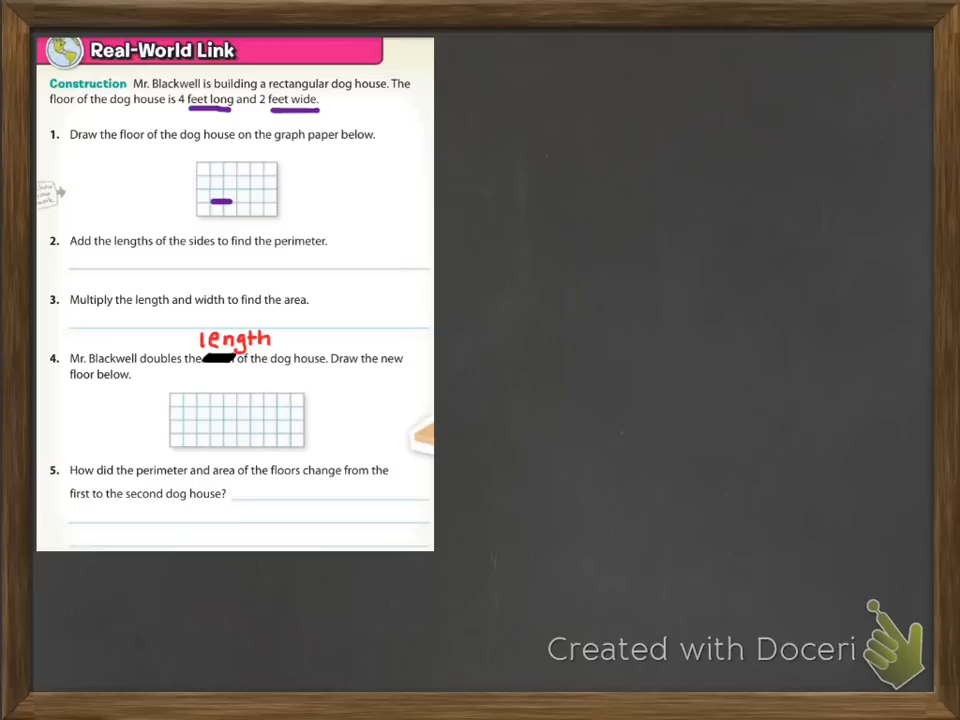 Real-World Link
Construction Mr. Blackwell is building a rectangular dog house. The
floor of the dog house is 4 feet long and 2 feet wide.
1. Draw the floor of the dog house on the graph paper below.
work.
2. Add the lengths of the sides to find the perimeter.
3. Multiply the length and width to find the area.
length
4. Mr. Blackwell doubles the of the dog house. Draw the new
floor below.
5. How did the perimeter and area of the floors change from the
first to the second dog house?
Created with Doceri